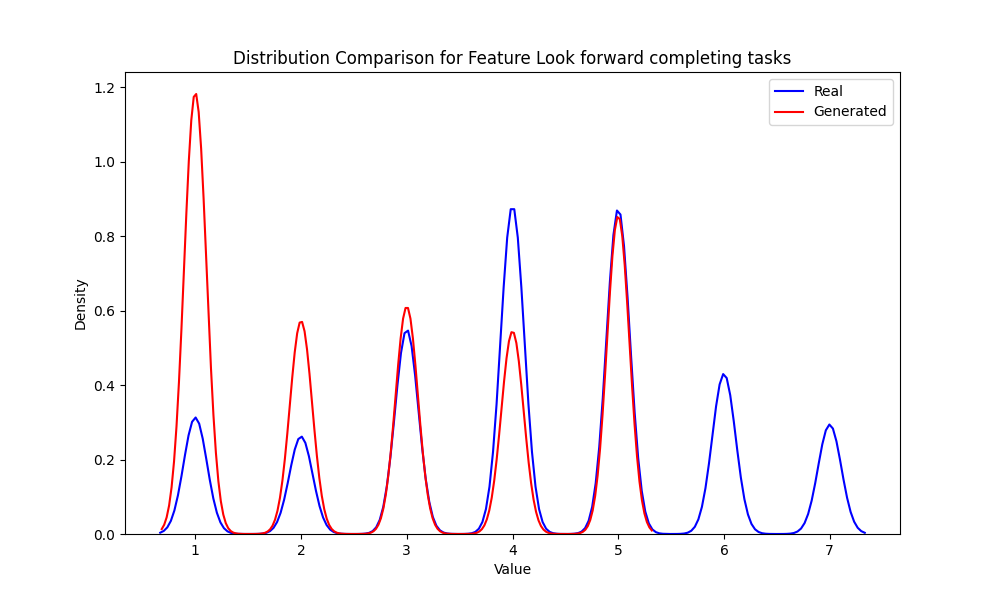 Distribution Comparison for Feature Look forward completing tasks
Real
Generated
1.2
1.0
0.8
0.6
0.4
0.2
0.0
Density
1 2 3 4 5 6 7
Value